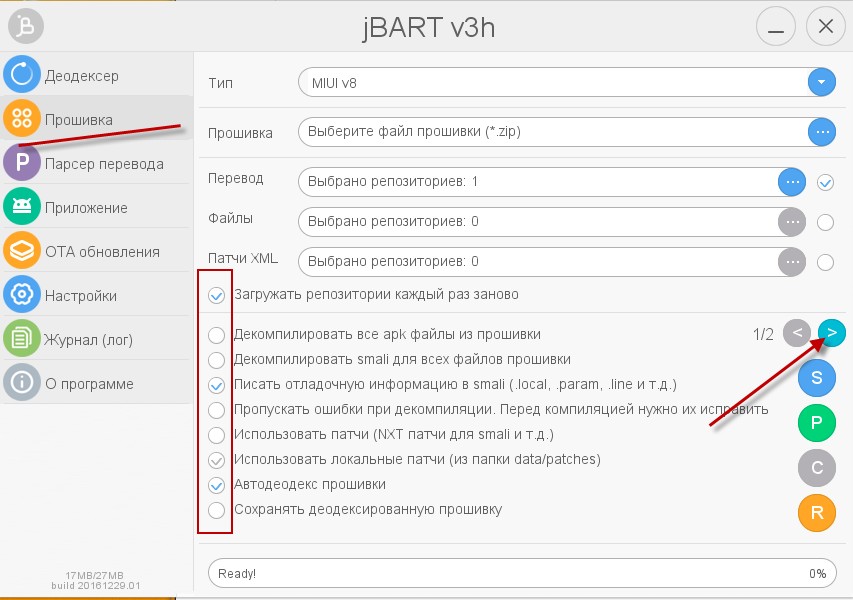 jBART v3h
Деодексер
Прошивка
P Парсер перевода
Приложение
OTA обновления
Настройки
Журнал (лог)
О программе
17MB/27MB
build 20161229.01
Тип MIUI v8
Прошивка Выберите файл прошивки (*.zip)
Перевод Выбрано репозиториев: 1
Файлы Выбрано репозиториев: 0
Патчи XML Выбрано репозиториев: 0
Загружать репозитории каждый раз заново
Декомпилировать все apk файлы из прошивки 1/2 < >
Декомпилировать smali для всех файлов прошивки
Писать отладочную информацию в smali (.local, .param, .line и т.д.)
Пропускать ошибки при декомпиляции. Перед компиляцией нужно их исправить
Использовать патчи (NXT патчи для smali и т.д.)
Использовать локальные патчи (из папки data/patches)
Автодеодекс прошивки
Сохранять деодексированную прошивку
S
P
C
R
Ready! 0%